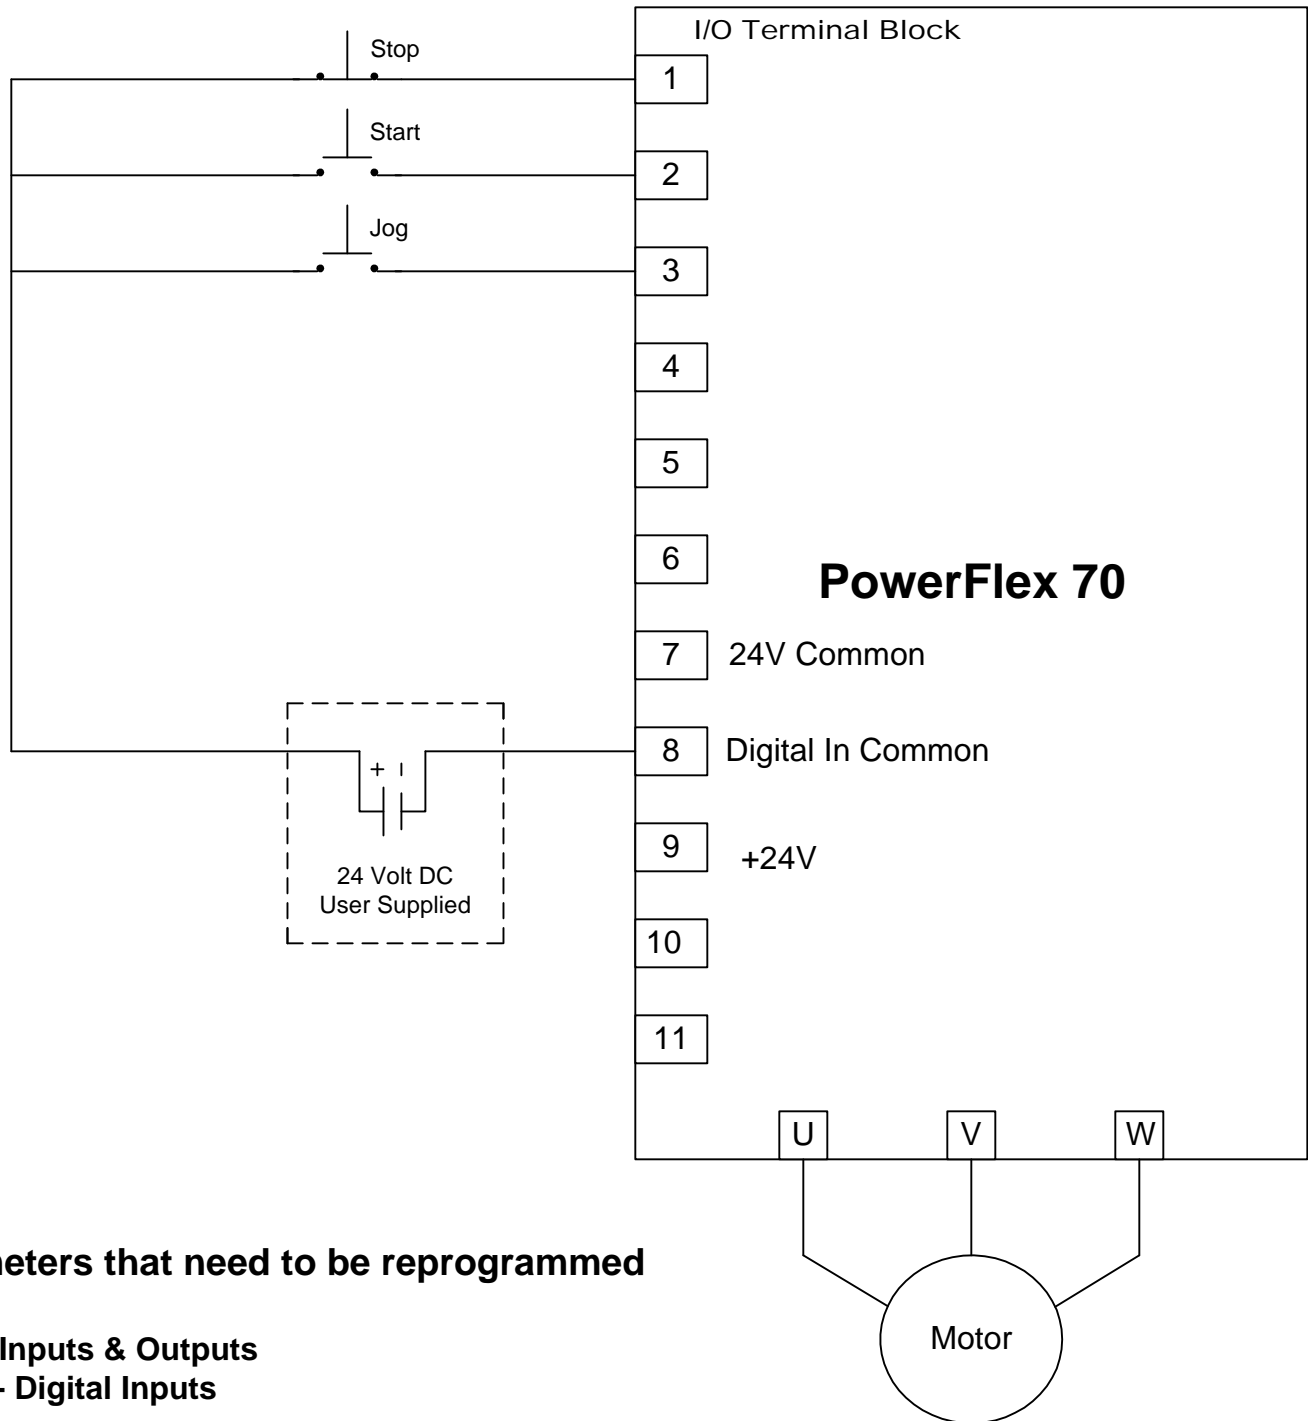 I/O Terminal Block
Stop
1
Start
2
Jog
3
4
5
6
PowerFlex 70
7 24V Common
8 Digital In Common
+ -
9 +24V
24 Volt DC
User Supplied
10
11
U V W
Motor
meters that need to be reprogrammed
Inputs & Outputs
- Digital Inputs